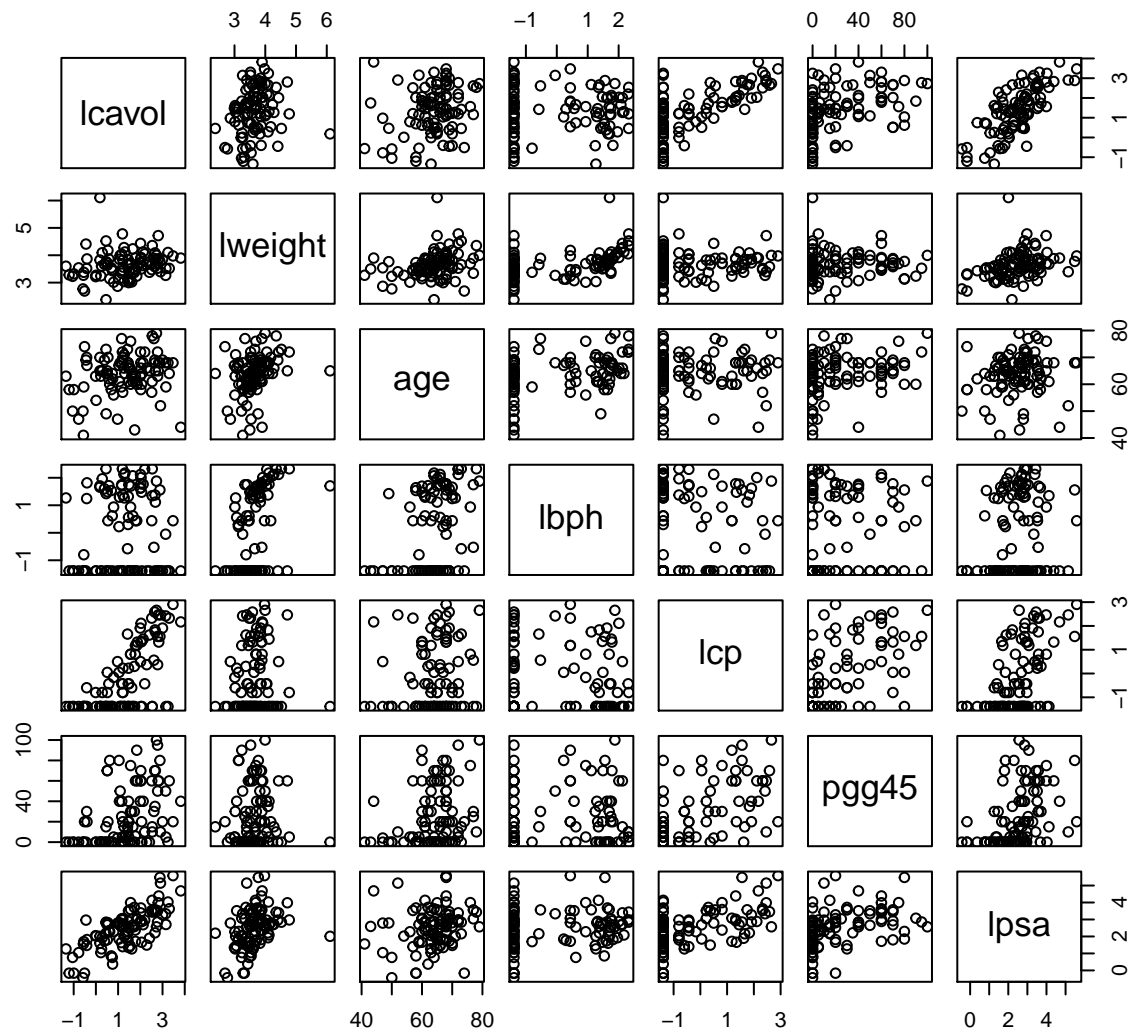 3 4 5 6 −1 1 2 0 40 80
lcavol −1 1 3
3 5 lweight
age 40 60 80
−1 1 lbph
lcp −1 1 3
0 40 100 pgg45
lpsa 0 2 4
−1 1 3 40 60 80 −1 1 3 0 2 4